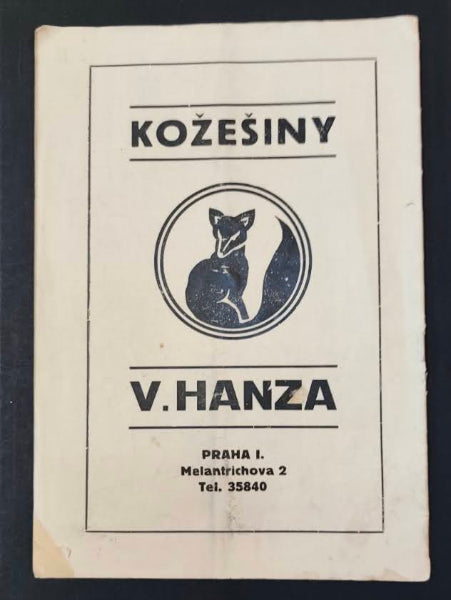 KOŽEŠINY
V. HANZA
PRAHA I.
Melantrichova 2
Tel. 35840